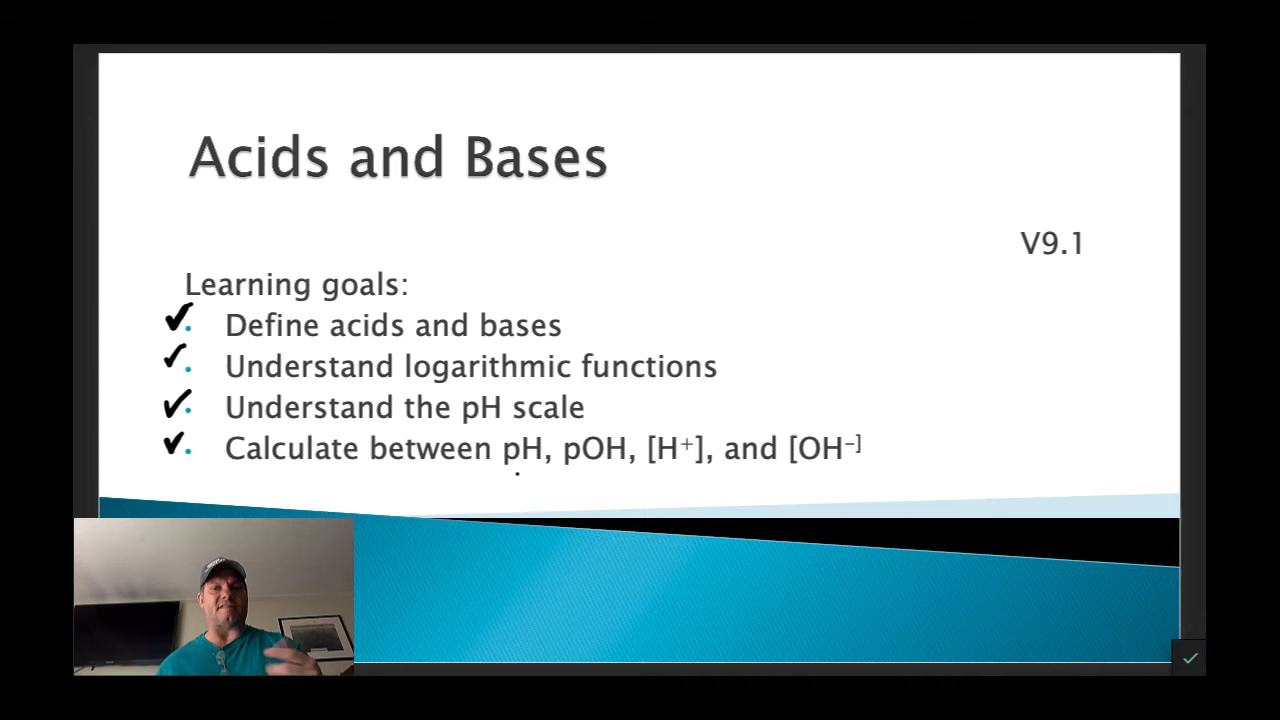 Acids and Bases
V9.1
Learning goals:
✓• Define acids and bases
✓• Understand logarithmic functions
✓• Understand the pH scale
✓• Calculate between pH, pOH, [H⁺], and [OH⁻]